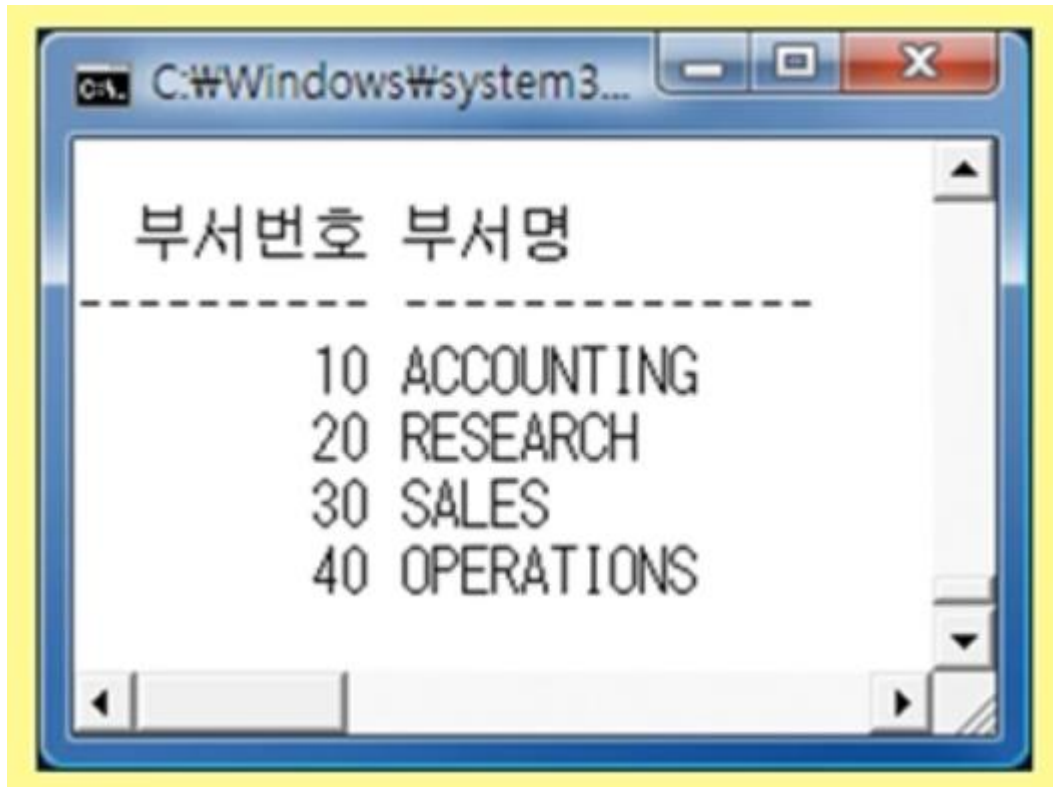 C:₩Windows₩system3...
부서번호 부서명
---------- --------------
10 ACCOUNTING
20 RESEARCH
30 SALES
40 OPERATIONS